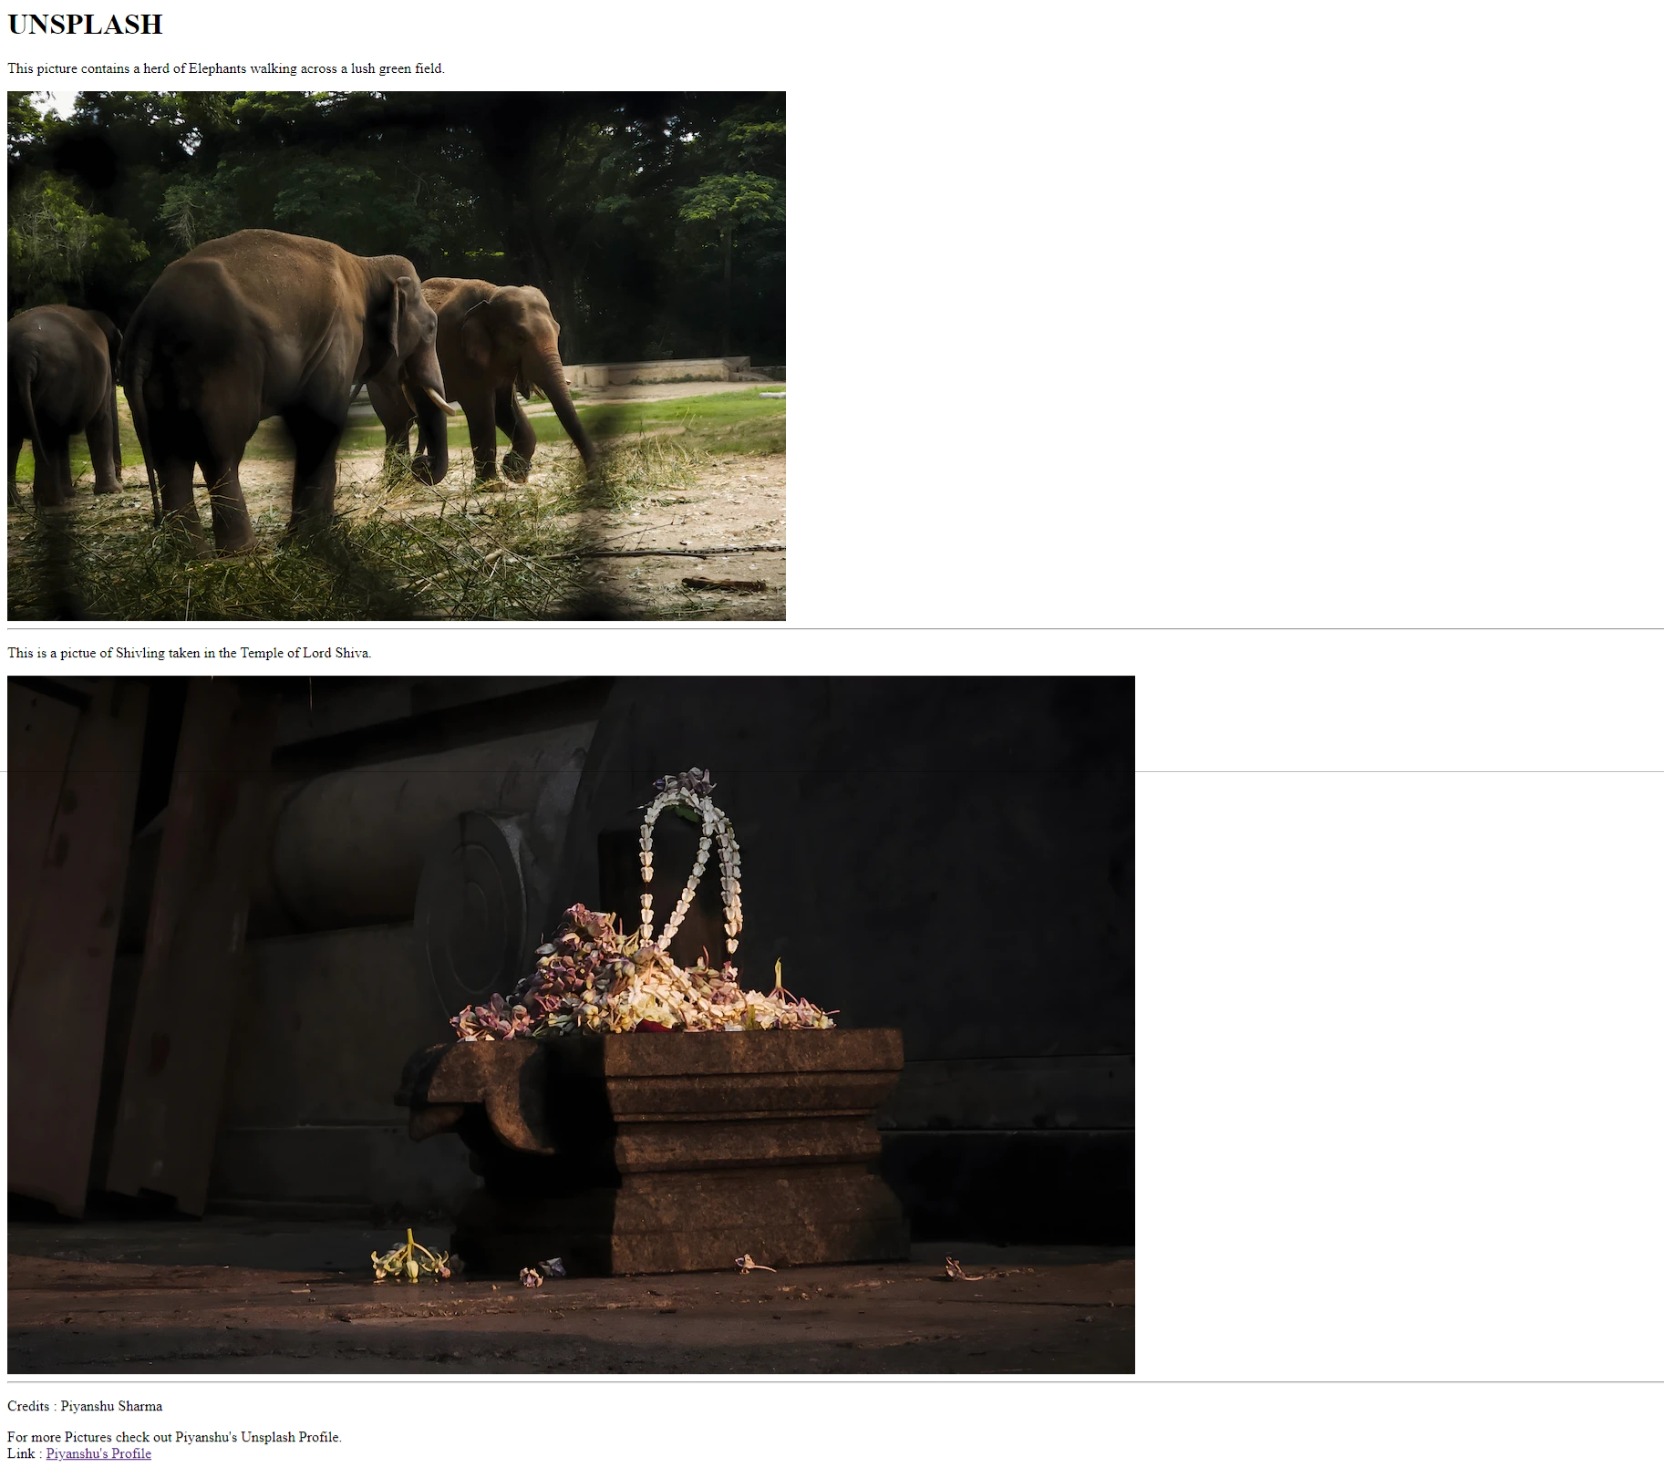 UNSPLASH
This picture contains a herd of Elephants walking across a lush green field.
This is a pictue of Shivling taken in the Temple of Lord Shiva.
Credits : Piyanshu Sharma
For more Pictures check out Piyanshu's Unsplash Profile.
Link : Piyanshu's Profile